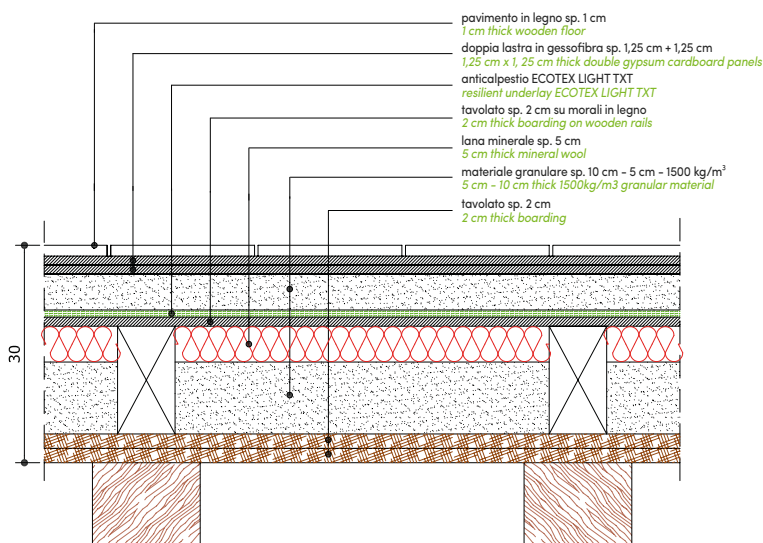 pavimento in legno sp. 1 cm
1 cm thick wooden floor
doppia lastra in gessofibra sp. 1,25 cm + 1,25 cm
1,25 cm x 1, 25 cm thick double gypsum cardboard panels
anticalpestio ECOTEX LIGHT TXT
resilient underlay ECOTEX LIGHT TXT
tavolato sp. 2 cm su morali in legno
2 cm thick boarding on wooden rails
lana minerale sp. 5 cm
5 cm thick mineral wool
materiale granulare sp. 10 cm - 5 cm - 1500 kg/m³
5 cm - 10 cm thick 1500kg/m3 granular material
tavolato sp. 2 cm
2 cm thick boarding
30